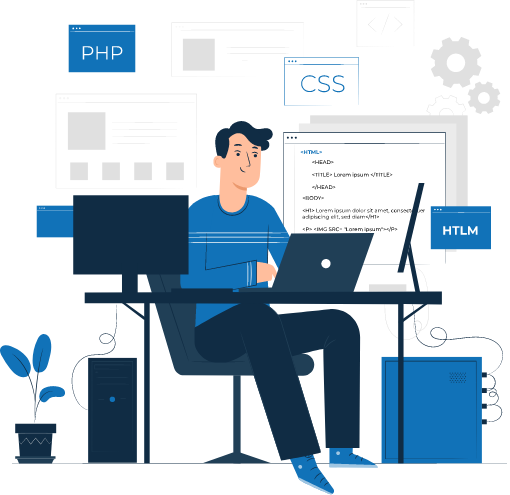 PHP
</>
CSS
<HTML>
<HEAD>
<TITLE> Lorem ipsum </TITLE>
</HEAD>
<BODY>
<H1> Lorem ipsum dolor sit amet, consectetuer
adipiscing elit, sed diam</H1>
<P> <IMG SRC= "Lorem ipsum"></P>
HTLM